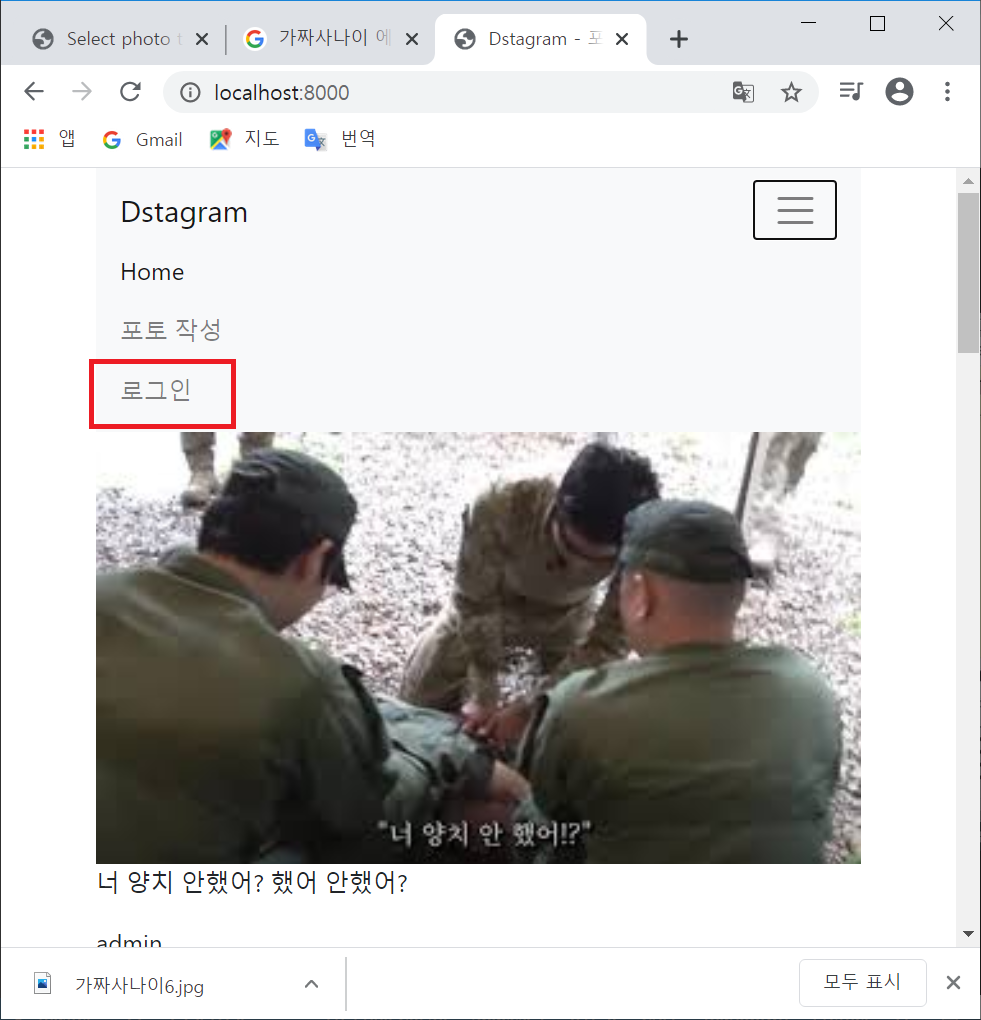 Select photo t
가짜사나이 에
Dstagram - 포
localhost:8000
앱 Gmail 지도 번역
Dstagram
Home
포토 작성
로그인
"너 양치 안 했어!?"
너 양치 안했어? 했어 안했어?
admin
가짜사나이6.jpg
모두 표시